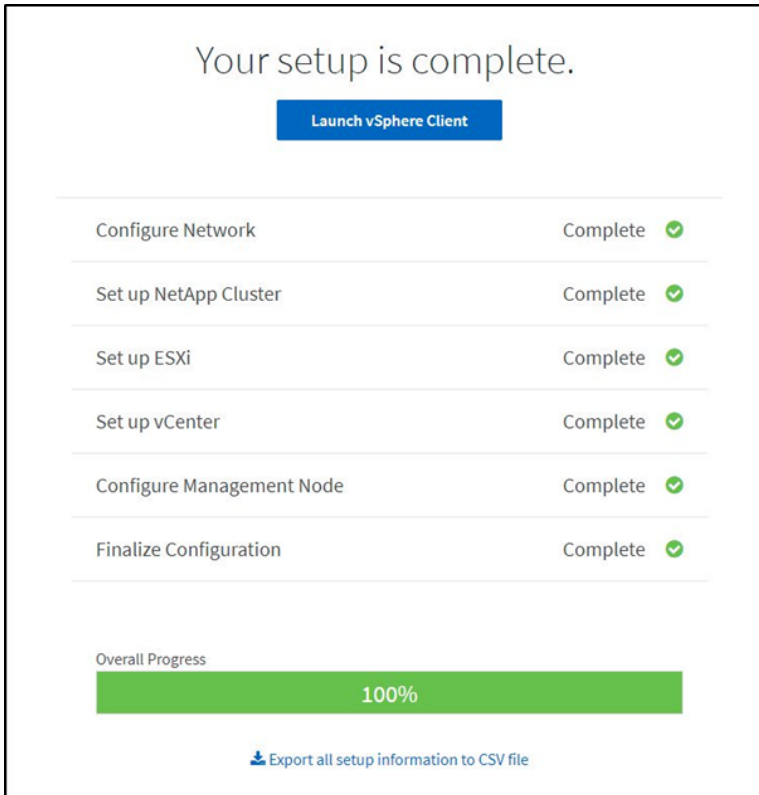 Your setup is complete.
Launch vSphere Client
Configure Network Complete
Set up NetApp Cluster Complete
Set up ESXi Complete
Set up vCenter Complete
Configure Management Node Complete
Finalize Configuration Complete
Overall Progress
100%
Export all setup information to CSV file